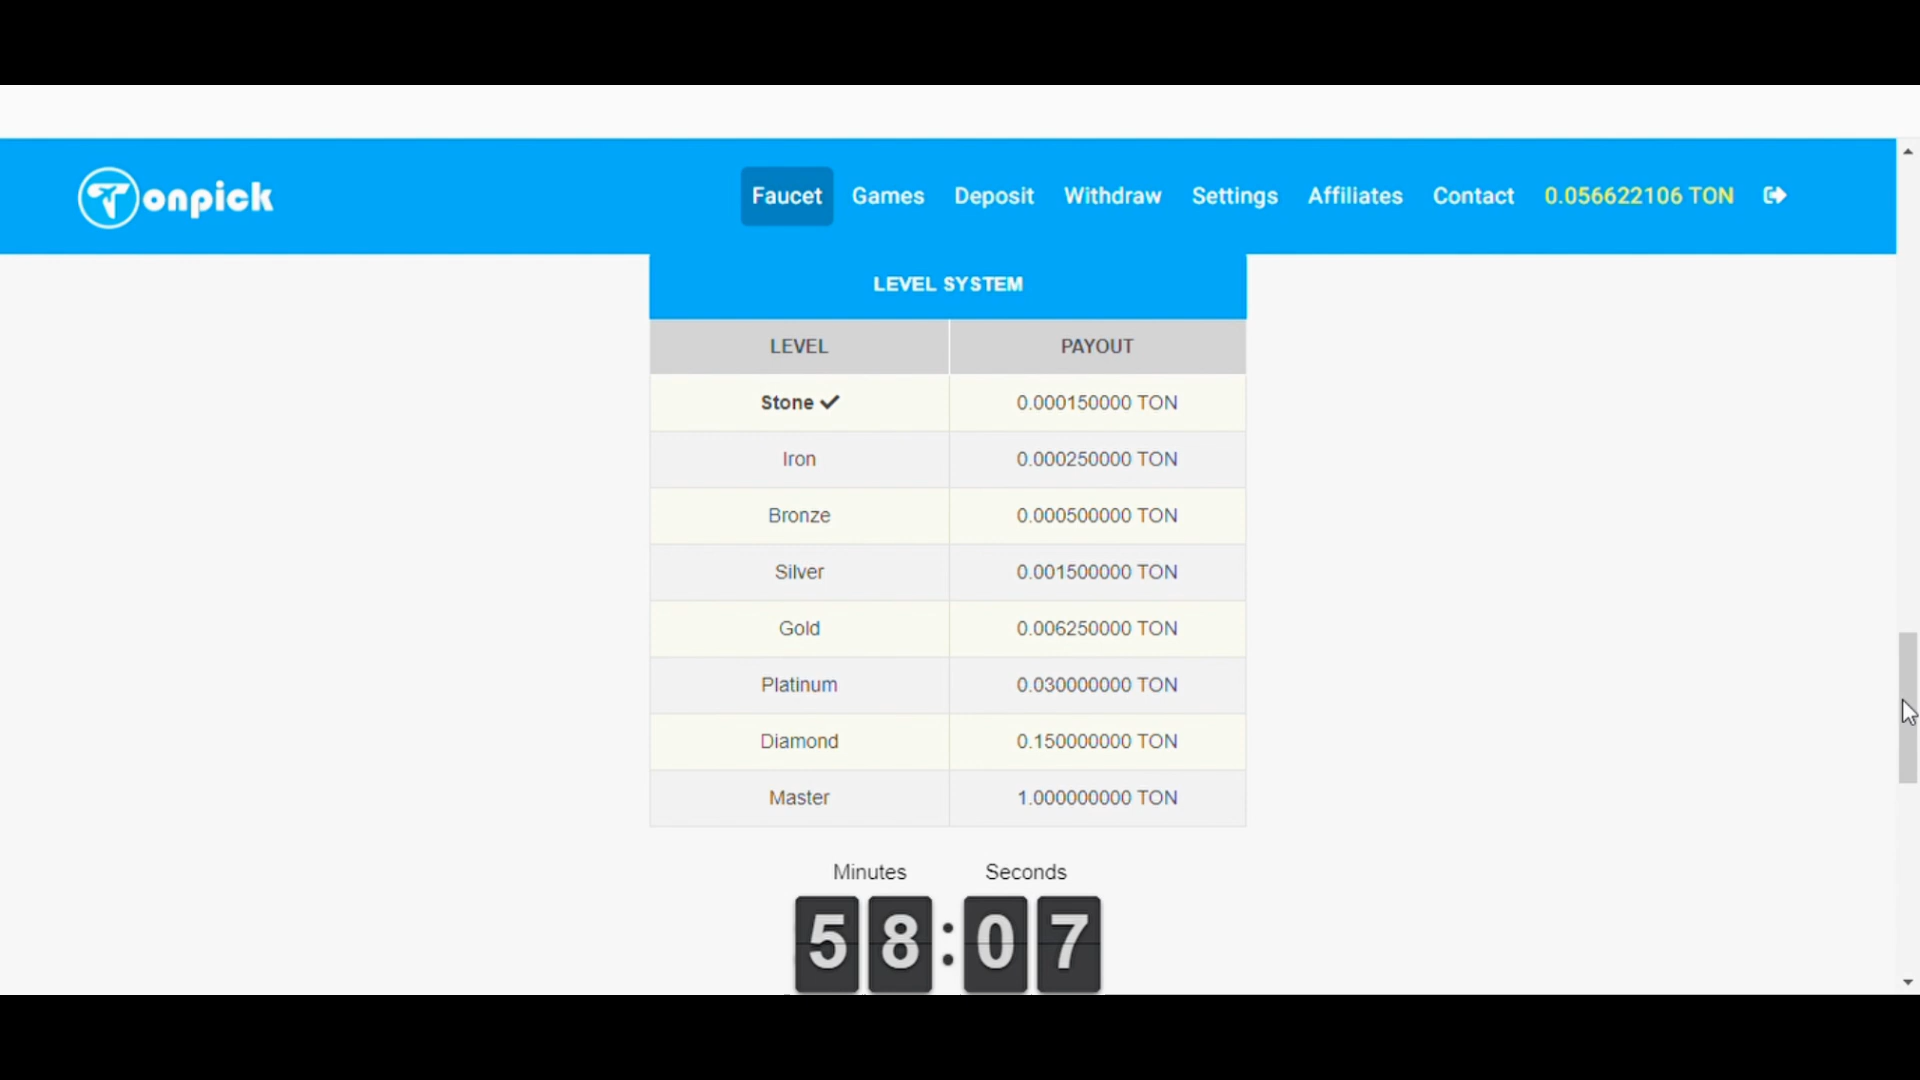 Tonpick
Faucet Games Deposit Withdraw Settings Affiliates Contact 0.056622106 TON
LEVEL SYSTEM
LEVEL PAYOUT
Stone 0.000150000 TON
Iron 0.000250000 TON
Bronze 0.000500000 TON
Silver 0.001500000 TON
Gold 0.006250000 TON
Platinum 0.030000000 TON
Diamond 0.150000000 TON
Master 1.000000000 TON
Minutes Seconds
58:07